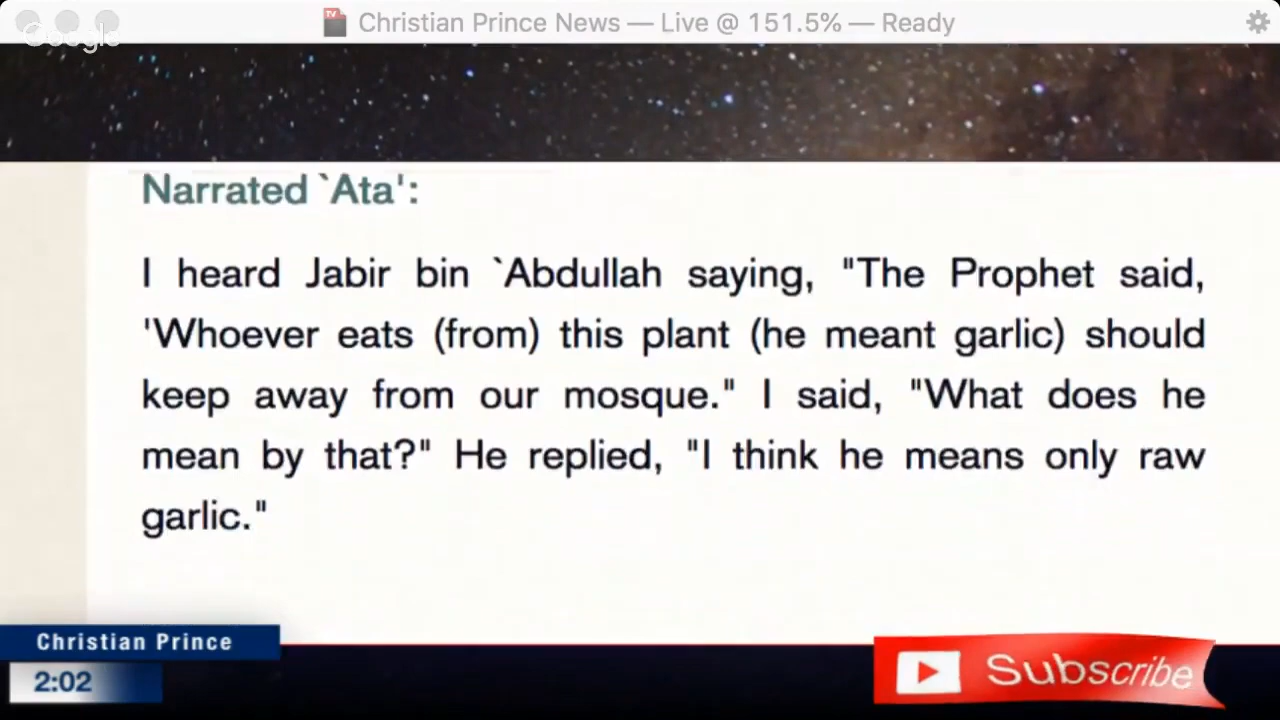 Christian Prince News — Live @ 151.5% — Ready
Google
TV
Narrated `Ata':
I heard Jabir bin `Abdullah saying, "The Prophet said,
'Whoever eats (from) this plant (he meant garlic) should
keep away from our mosque." I said, "What does he
mean by that?" He replied, "I think he means only raw
garlic."
Christian Prince
2:02
Subscribe